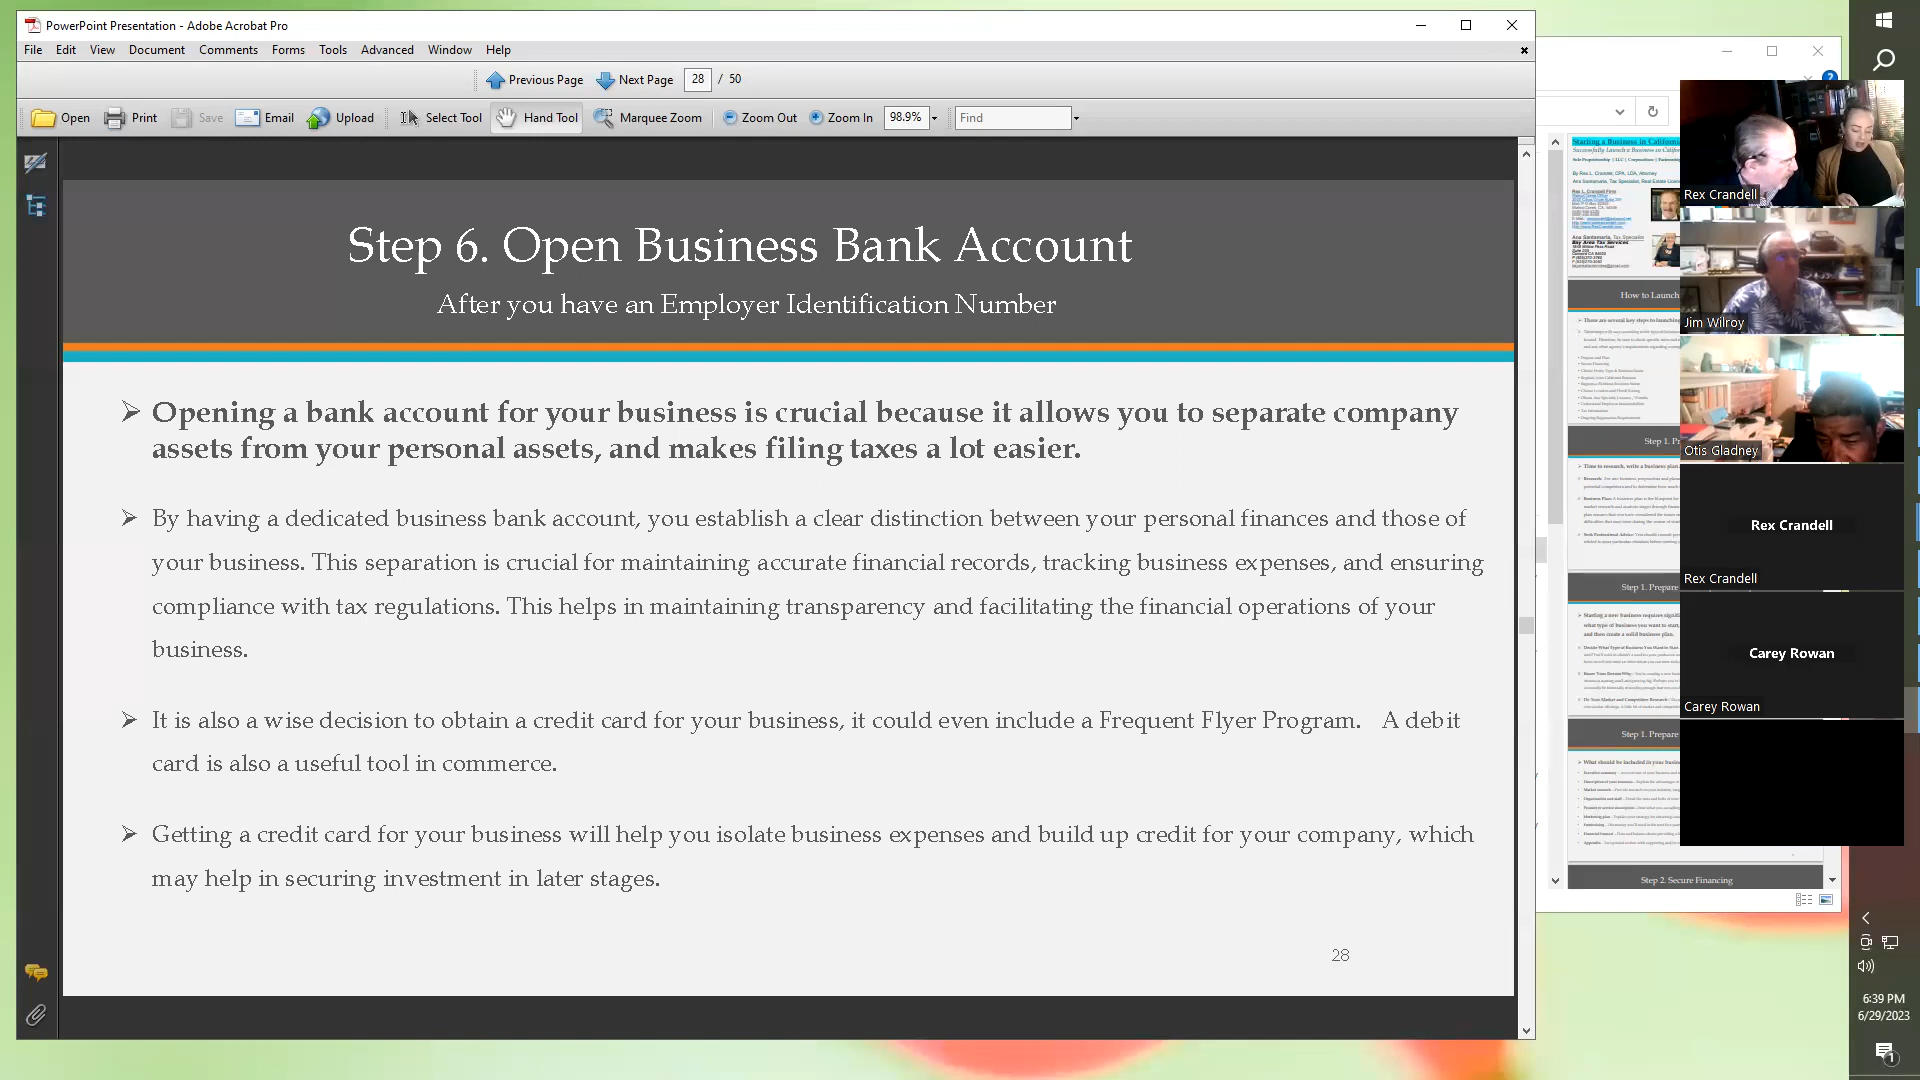 PowerPoint Presentation - Adobe Acrobat Pro
File Edit View Document Comments Forms Tools Advanced Window Help
Previous Page Next Page 28 / 50
Open Print Save Email Upload Select Tool Hand Tool Marquee Zoom Zoom Out Zoom In 98.9% Find
Step 6. Open Business Bank Account
After you have an Employer Identification Number
Opening a bank account for your business is crucial because it allows you to separate company
assets from your personal assets, and makes filing taxes a lot easier.
By having a dedicated business bank account, you establish a clear distinction between your personal finances and those of
your business. This separation is crucial for maintaining accurate financial records, tracking business expenses, and ensuring
compliance with tax regulations. This helps in maintaining transparency and facilitating the financial operations of your
business.
It is also a wise decision to obtain a credit card for your business, it could even include a Frequent Flyer Program. A debit
card is also a useful tool in commerce.
Getting a credit card for your business will help you isolate business expenses and build up credit for your company, which
may help in securing investment in later stages.
28
Starting a Business in California
How to Launch
Step 1. Prepare
Step 1. Prepare
Step 2. Secure Financing
Rex Crandell
Jim Wilroy
Otis Gladney
Rex Crandell
Rex Crandell
Carey Rowan
Carey Rowan
6:39 PM
6/29/2023
1